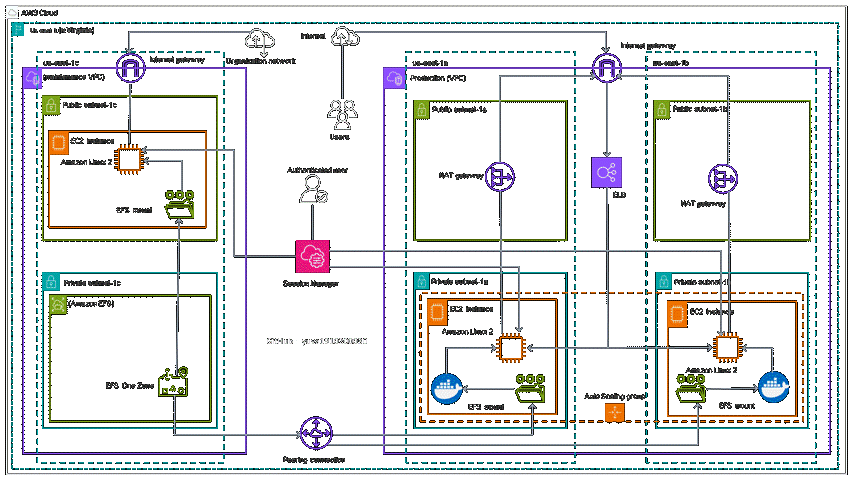 AWS Cloud
us-east-1 (N. Virginia)
Organization network
Internet
Internet gateway
Internet gateway
us-east-1c
us-east-1a
us-east-1b
(maintenance VPC)
Production (VPC)
Public subnet-1c
Public subnet-1a
Public subnet-1b
Users
EC2 Instance
Amazon Linux 2
Authenticated user
NAT gateway
NAT gateway
ELB
EFS mount
Session Manager
Private subnet-1c
Private subnet-1a
(Amazon EFS)
EC2 Instance
Amazon Linux 2
EC2 Instance
Amazon Linux 2
EFS One Zone
EFS mount
EFS mount
Auto Scaling group
Peering connection